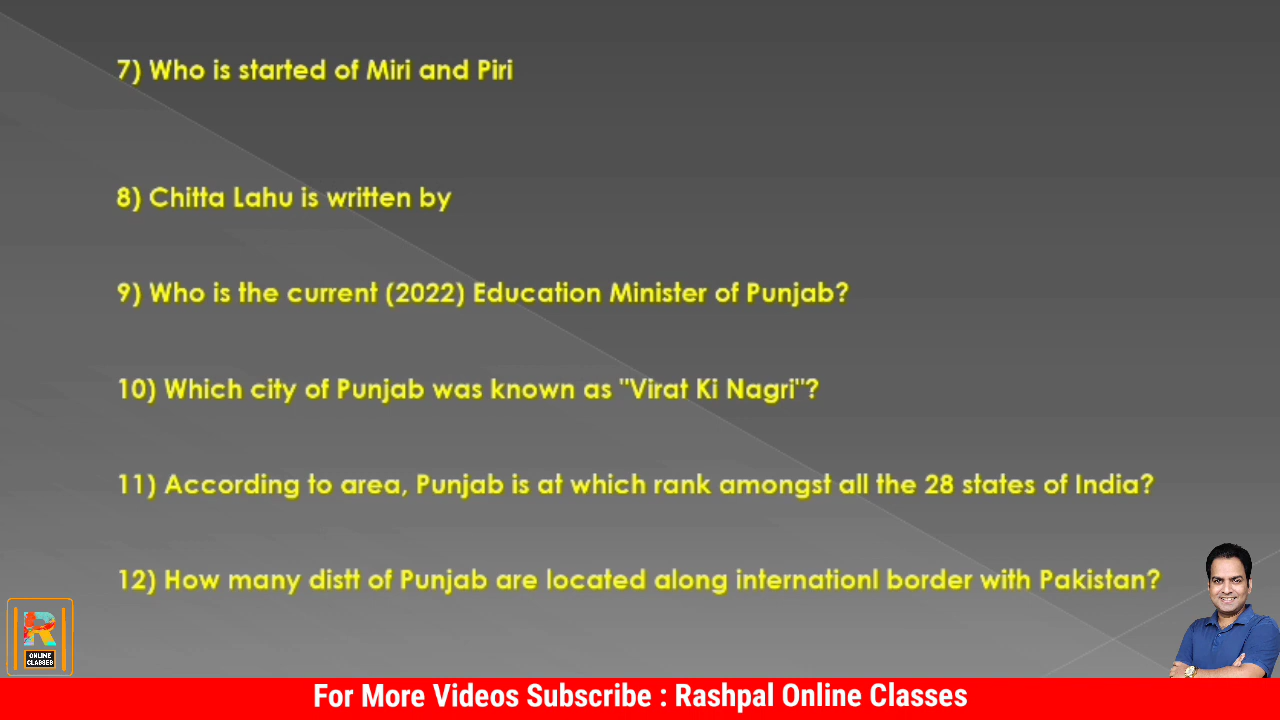 7) Who is started of Miri and Piri
8) Chitta Lahu is written by
9) Who is the current (2022) Education Minister of Punjab?
10) Which city of Punjab was known as "Virat Ki Nagri"?
11) According to area, Punjab is at which rank amongst all the 28 states of India?
12) How many distt of Punjab are located along internationl border with Pakistan?
R
ONLINE
CLASSES
For More Videos Subscribe : Rashpal Online Classes